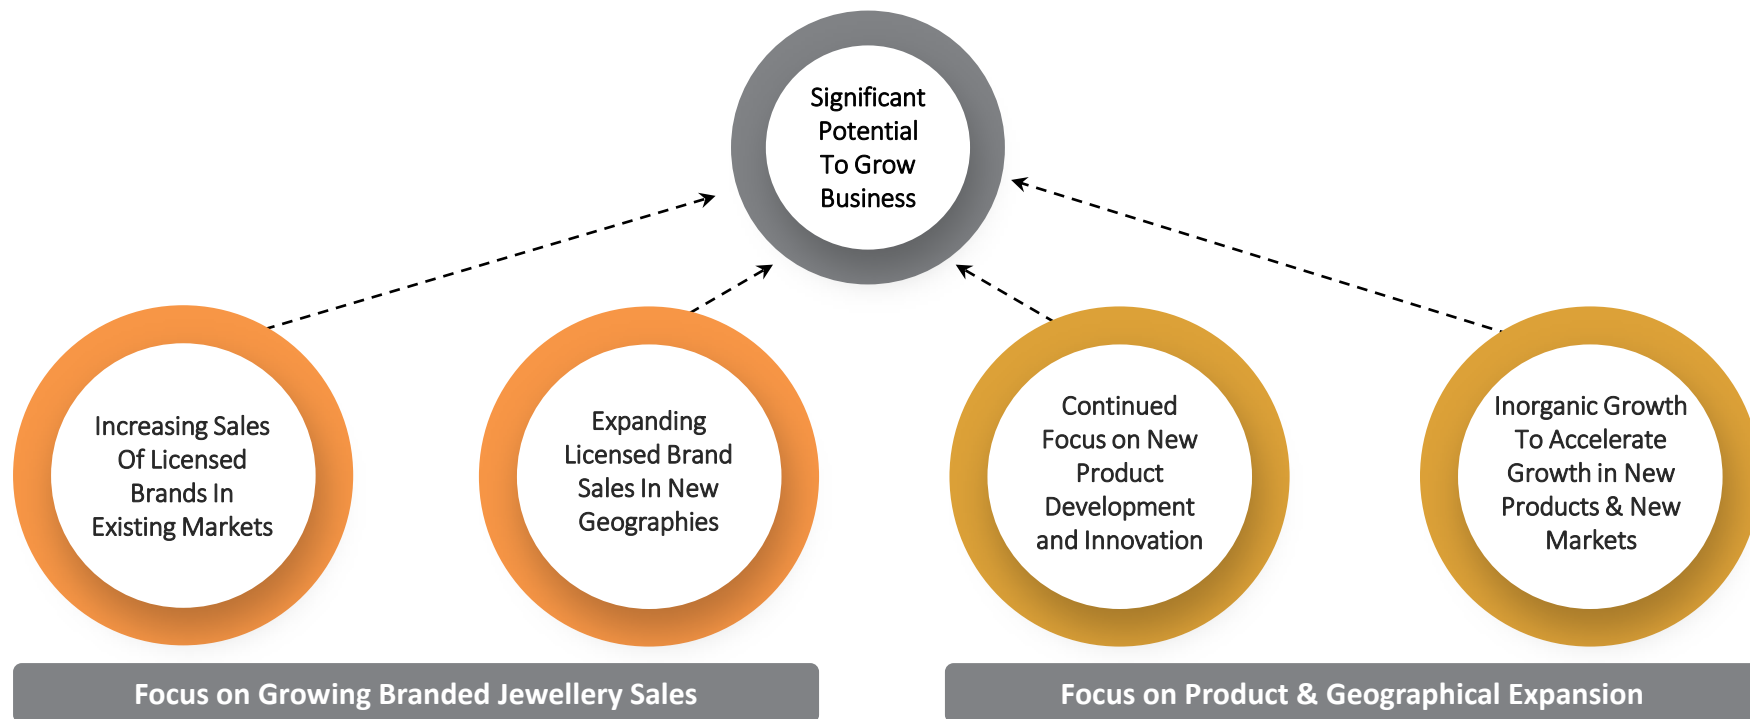 Significant
Potential
To Grow
Business
Increasing Sales
Of Licensed
Brands In
Existing Markets
Expanding
Licensed Brand
Sales In New
Geographies
Continued
Focus on New
Product
Development
and Innovation
Inorganic Growth
To Accelerate
Growth in New
Products & New
Markets
Focus on Growing Branded Jewellery Sales
Focus on Product & Geographical Expansion